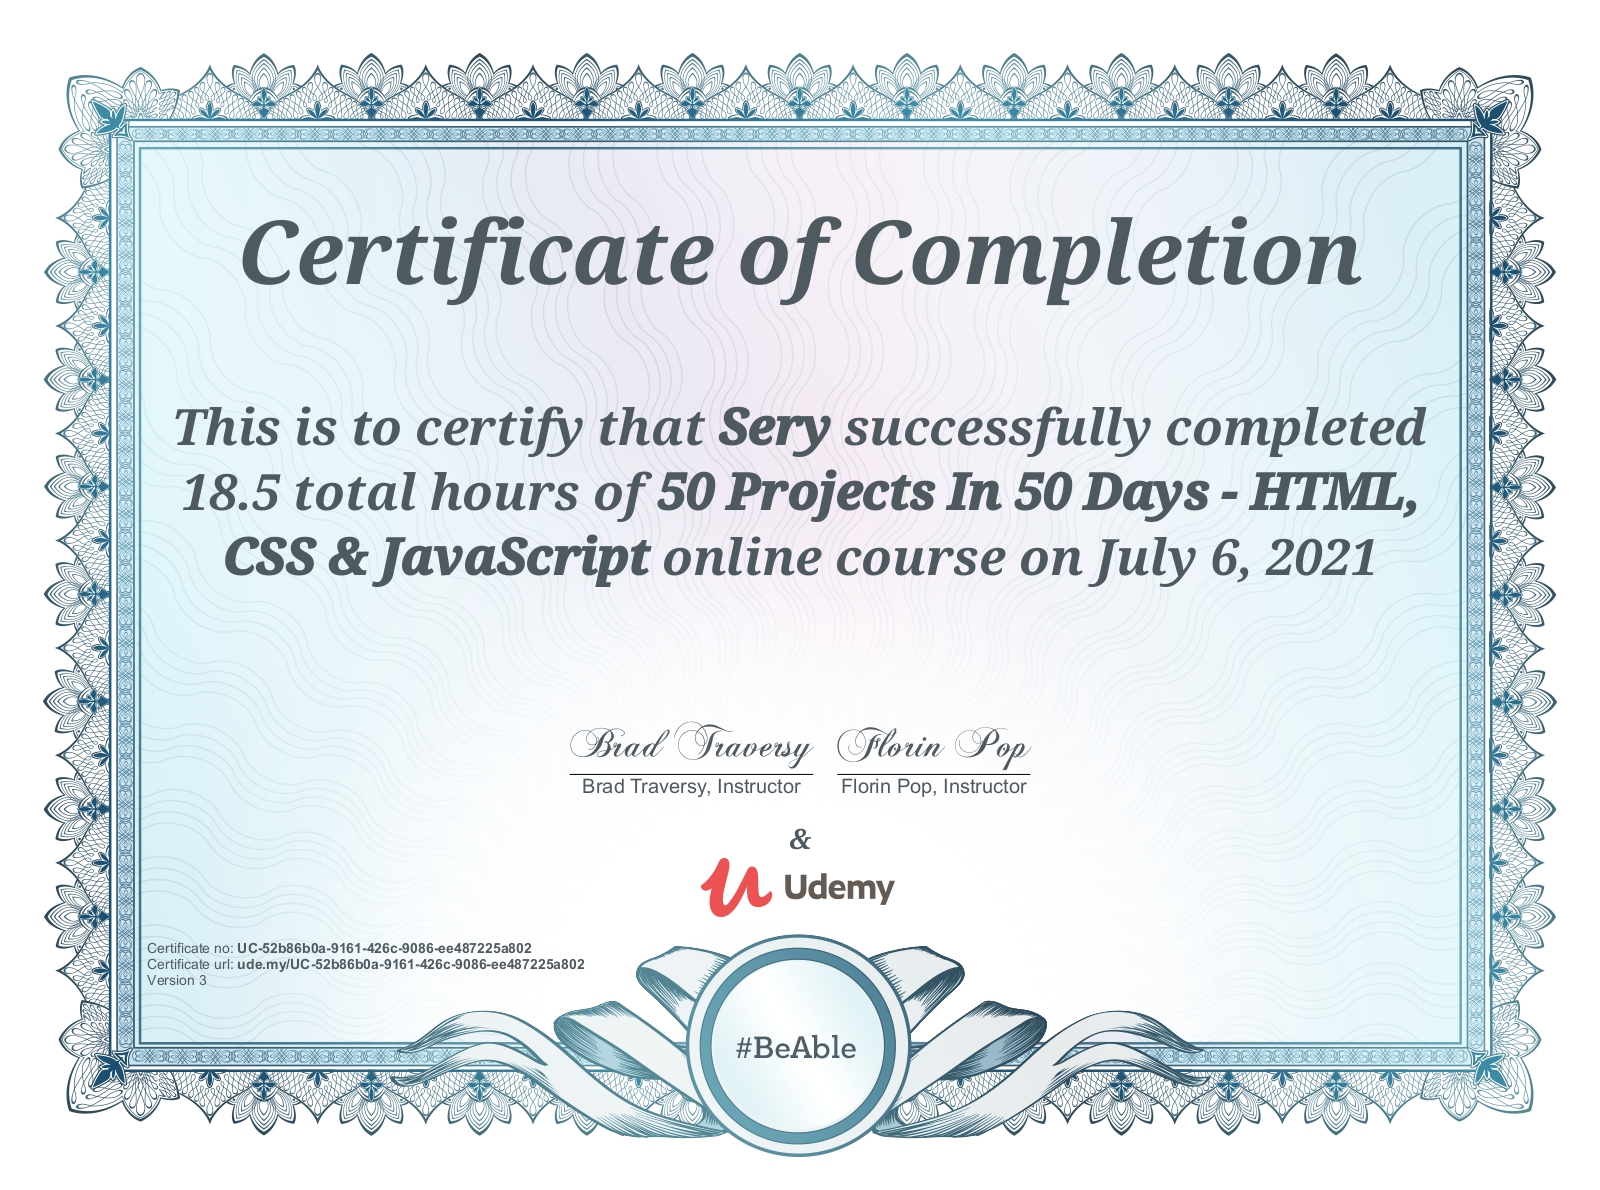 Certificate of Completion
This is to certify that Sery successfully completed
18.5 total hours of 50 Projects In 50 Days - HTML,
CSS & JavaScript online course on July 6, 2021
Brad Traversy Florin Pop
Brad Traversy, Instructor Florin Pop, Instructor
&
Udemy
Certificate no: UC-52b86b0a-9161-426c-9086-ee487225a802
Certificate url: ude.my/UC-52b86b0a-9161-426c-9086-ee487225a802
Version 3
#BeAble